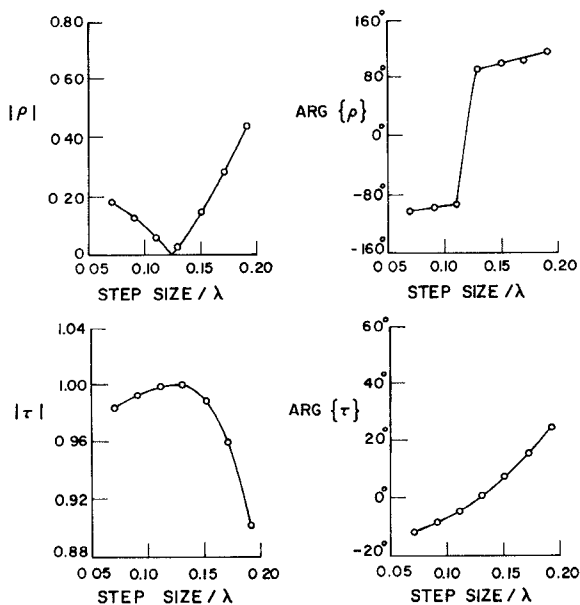 0.80
0 60
0 40
0 20
0
|ρ|
0 05 0.10 0.15 0.20
STEP SIZE / λ
160°
80°
0°
-80°
-160°
ARG {ρ}
0.05 0.10 0.15 0.20
STEP SIZE/λ
1.04
1.00
0.96
0.92
0.88
|τ|
0 05 0.10 0.15 0.20
STEP SIZE / λ
60°
40°
20°
0°
-20°
ARG {τ}
0 05 0.10 0.15 0.20
STEP SIZE / λ